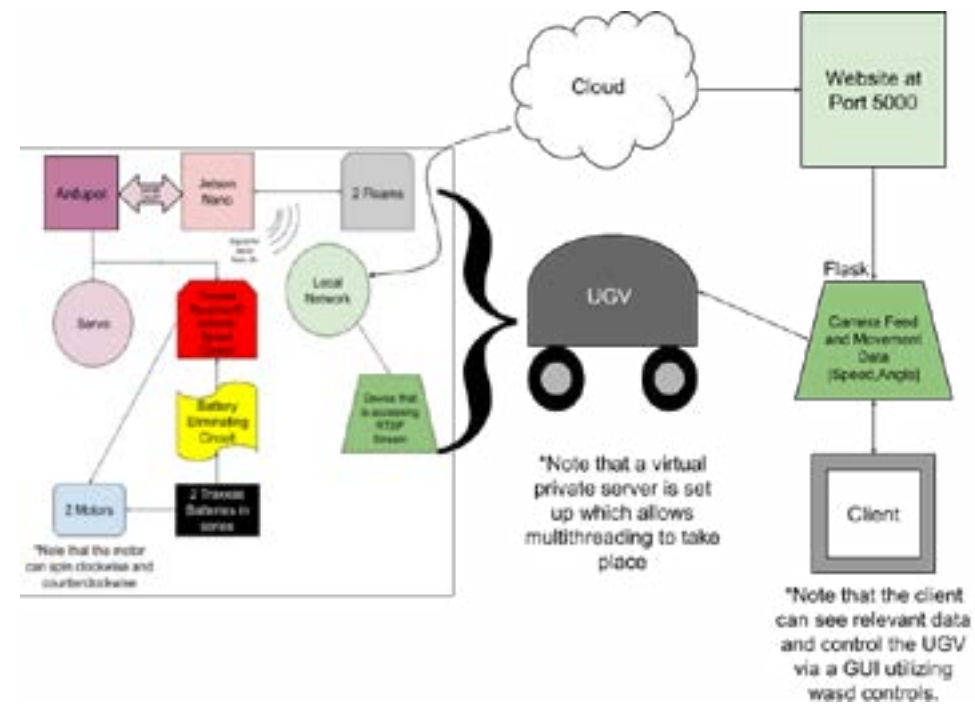 Cloud
Website at
Port 5000
Ardupot
Jetson
Nano
2 Roams
Local
Network
Servo
UGV
Flask
Camera Feed
and Movement
Data
(Speed,Angle)
Battery
Eliminating
Circuit
Device that
is accessing
RTSP
Stream
2 Motors
2 Traxxas
Batteries in
series
*Note that the motor
can spin clockwise and
counterclockwise
*Note that a virtual
private server is set
up which allows
multithreading to take
place
Client
*Note that the client
can see relevant data
and control the UGV
via a GUI utilizing
wasd controls.